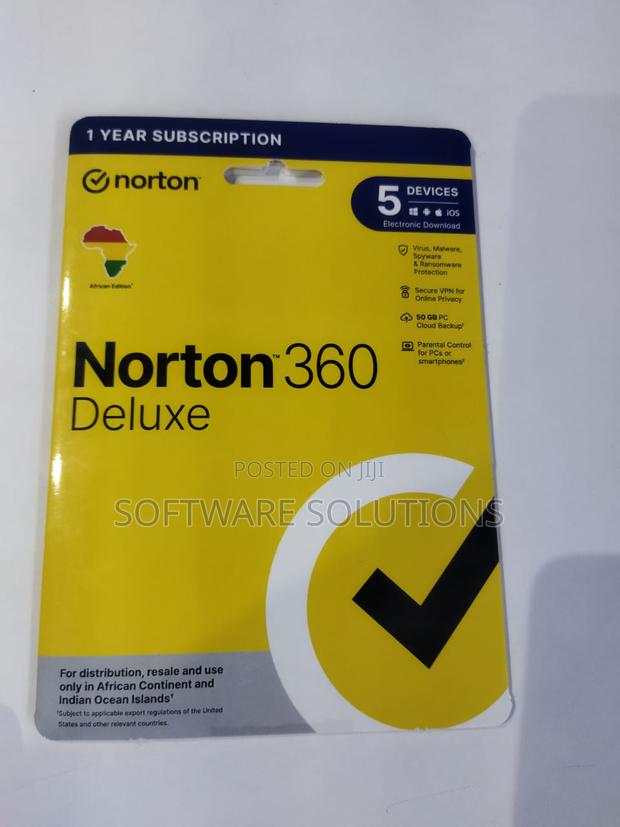 1 YEAR SUBSCRIPTION
norton
5 DEVICES
iOS
Electronic Download
African Edition*
Virus, Malware,
Spyware
& Ransomware
Protection
Secure VPN for
Online Privacy
50 GB PC
Cloud Backup†
Parental Control
for PCs or
smartphones‡
Norton™ 360
Deluxe
POSTED ON JIJI
SOFTWARE SOLUTIONS
For distribution, resale and use
only in African Continent and
Indian Ocean Islands†
*Subject to applicable export regulations of the United
States and other relevant countries.